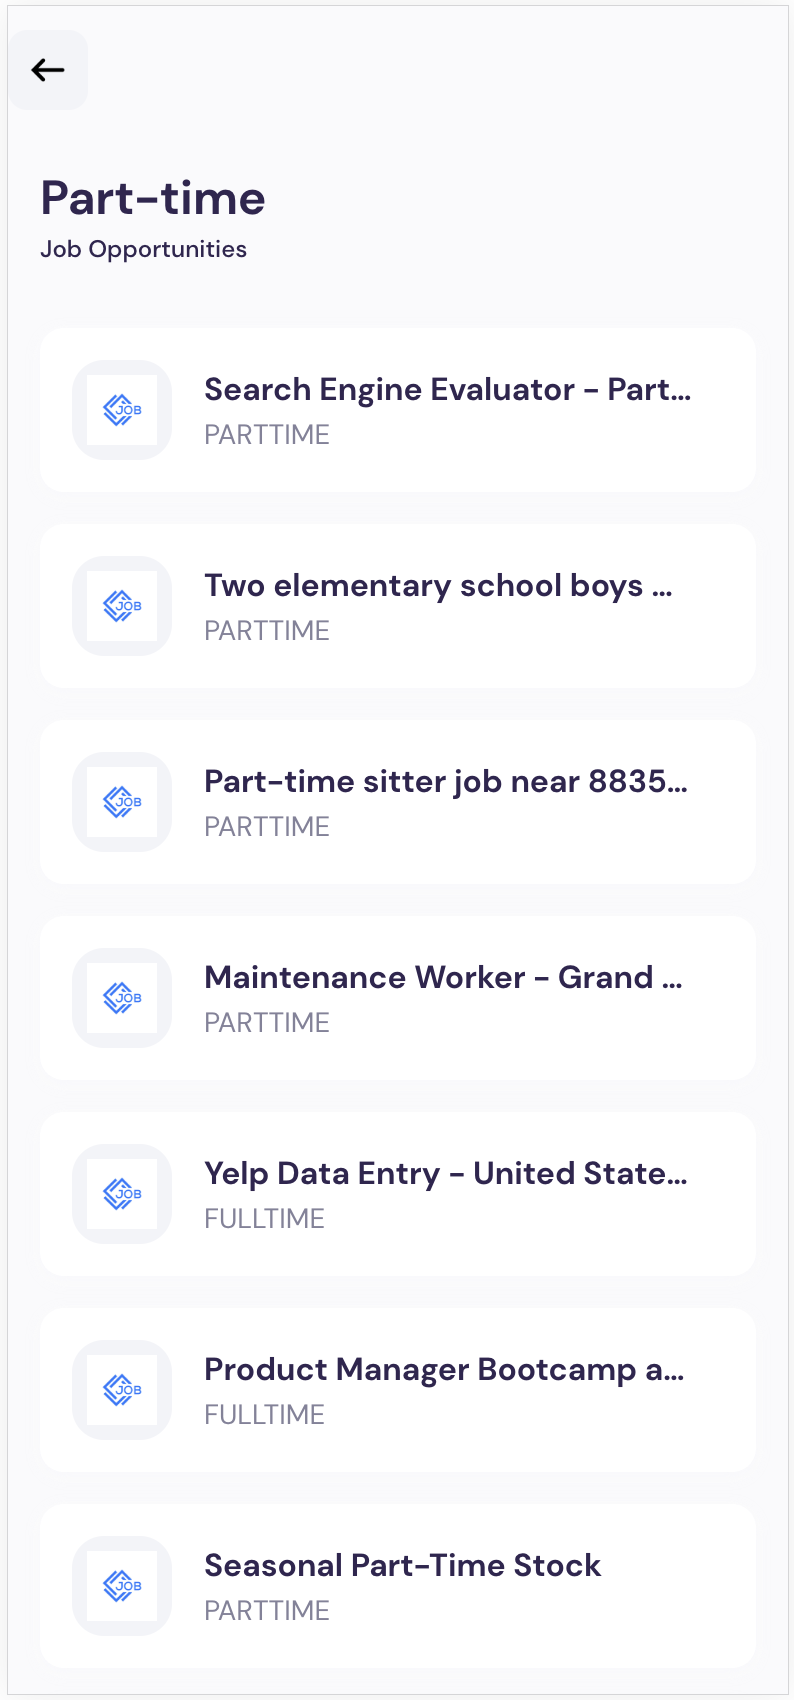 Part-time
Job Opportunities
JOB
Search Engine Evaluator - Part...
PARTTIME
JOB
Two elementary school boys ...
PARTTIME
JOB
Part-time sitter job near 8835...
PARTTIME
JOB
Maintenance Worker - Grand ...
PARTTIME
JOB
Yelp Data Entry - United State...
FULLTIME
JOB
Product Manager Bootcamp a...
FULLTIME
JOB
Seasonal Part-Time Stock
PARTTIME